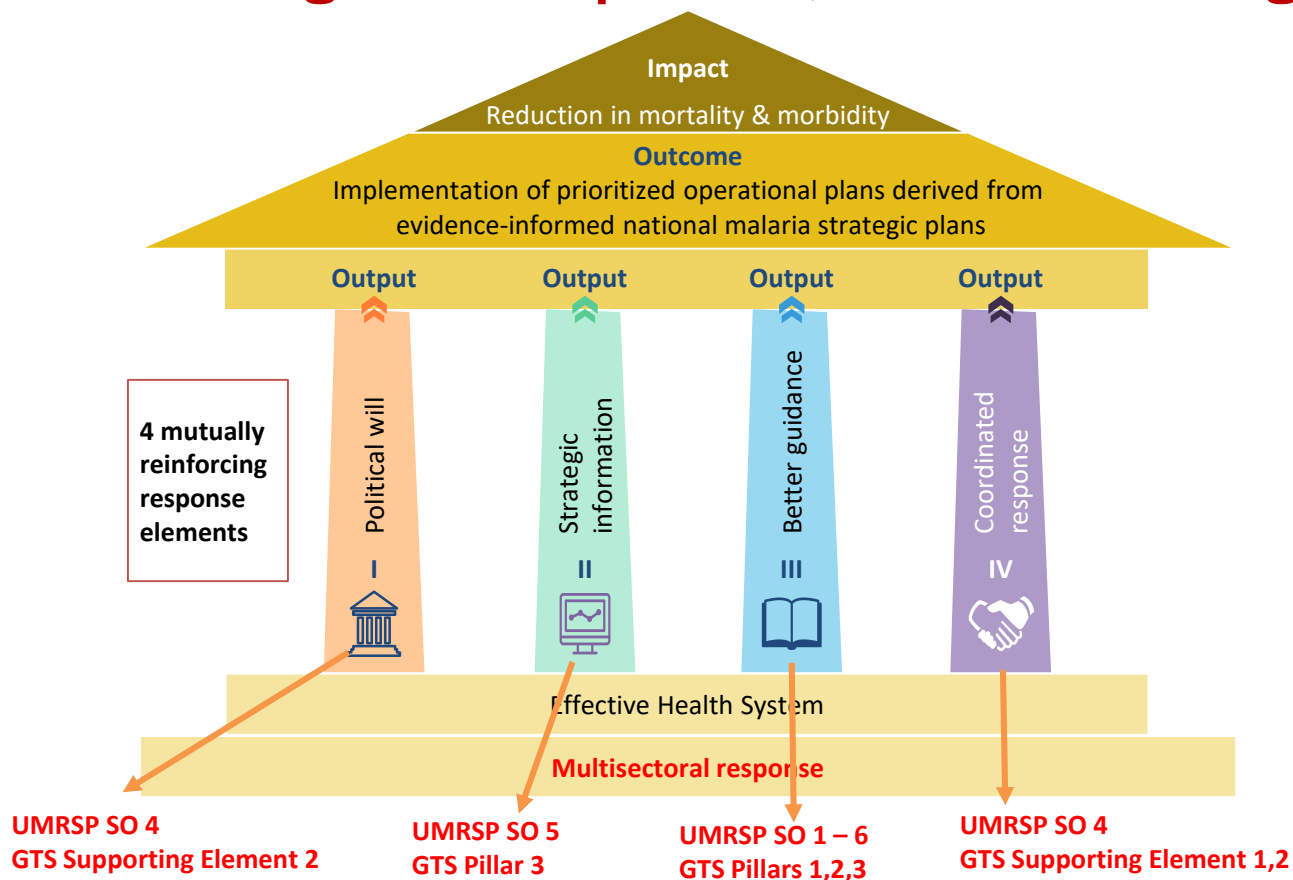 Impact
Reduction in mortality & morbidity
Outcome
Implementation of prioritized operational plans derived from
evidence-informed national malaria strategic plans
Output
Output
Output
Output
4 mutually
reinforcing
response
elements
Political will
I
Strategic
information
II
Better guidance
III
Coordinated
response
IV
Effective Health System
Multisectoral response
UMRSP SO 4
GTS Supporting Element 2
UMRSP SO 5
GTS Pillar 3
UMRSP SO 1 – 6
GTS Pillars 1,2,3
UMRSP SO 4
GTS Supporting Element 1,2